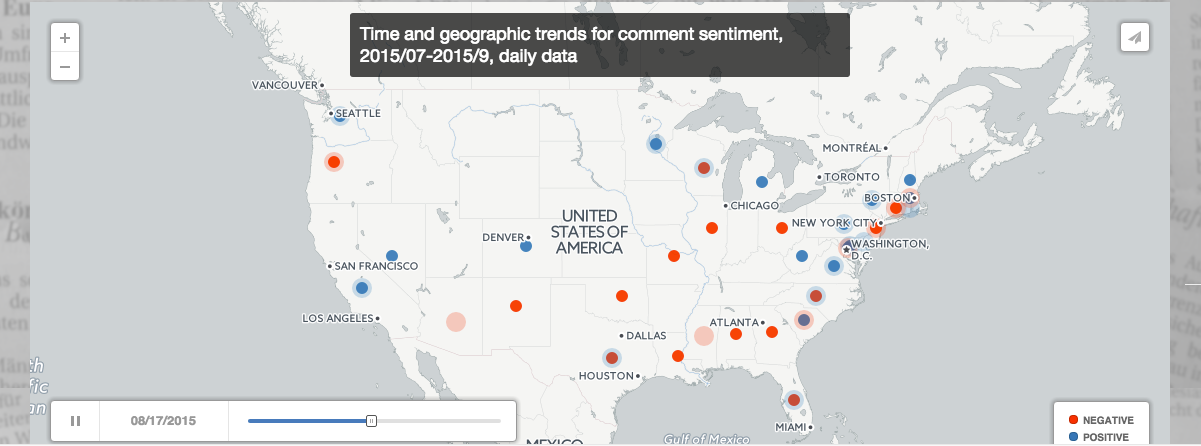 Time and geographic trends for comment sentiment,
2015/07-2015/9, daily data
+
−
VANCOUVER
SEATTLE
MONTRÉAL
TORONTO
BOSTON
CHICAGO
NEW YORK CITY
UNITED
STATES OF
AMERICA
DENVER
WASHINGTON,
D.C.
SAN FRANCISCO
LOS ANGELES
ATLANTA
DALLAS
HOUSTON
MIAMI
08/17/2015
MÉXICO
Gulf of Mexico
NEGATIVE
POSITIVE